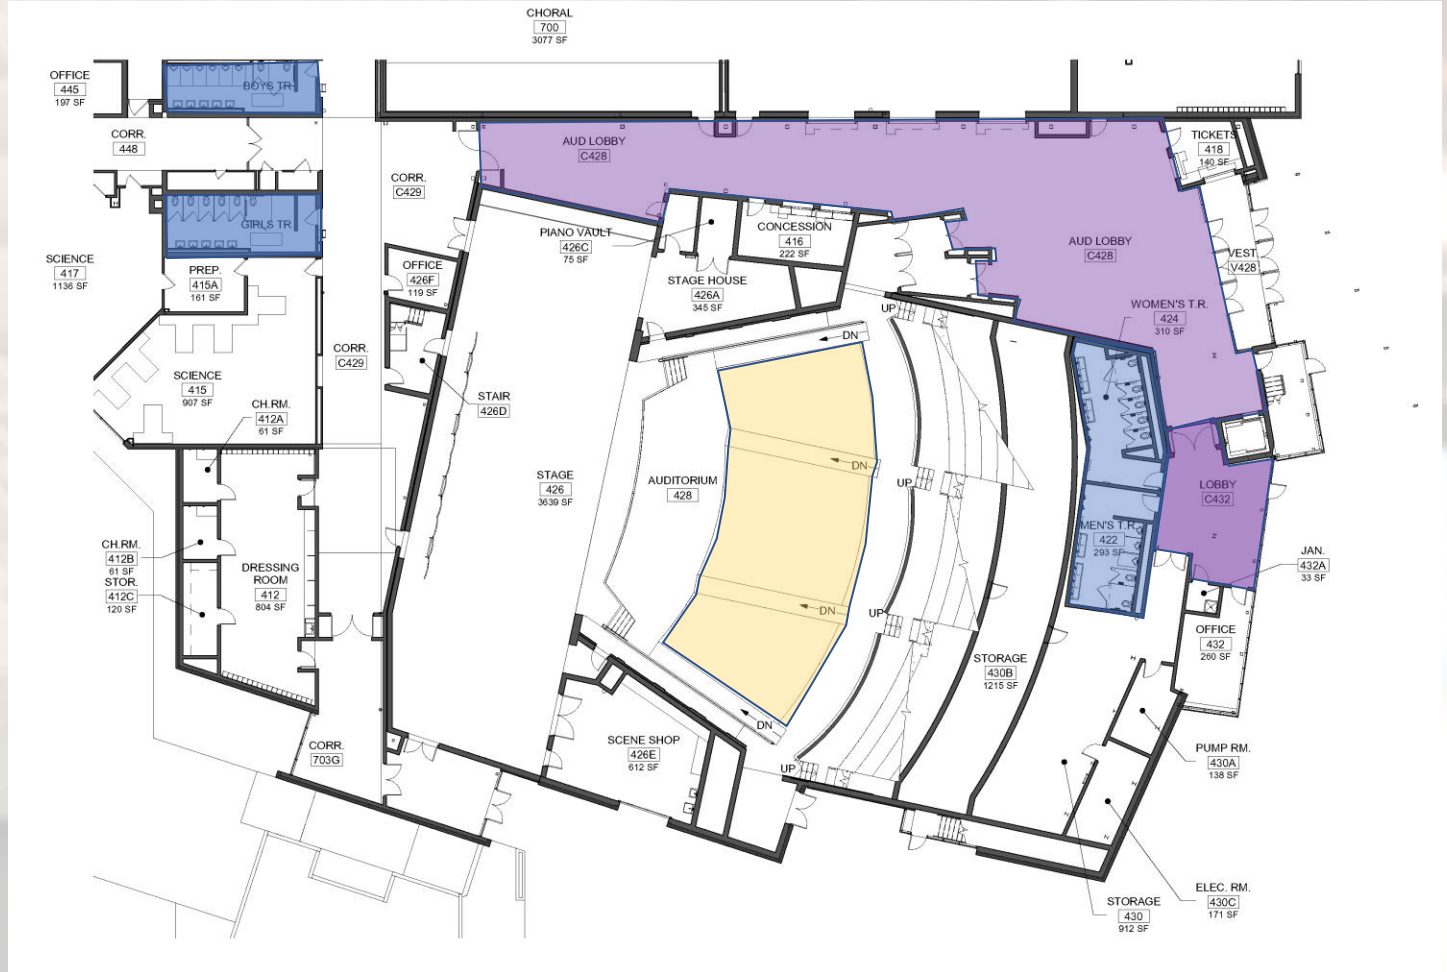 CHORAL
700
3077 SF
OFFICE
445
197 SF
BOYS TR
CORR.
448
AUD LOBBY
C428
TICKETS
418
140 SF
CORR.
C429
GIRLS TR
PIANO VAULT
426C
75 SF
CONCESSION
416
222 SF
AUD LOBBY
C428
VEST.
V428
SCIENCE
417
1136 SF
PREP.
415A
161 SF
OFFICE
426F
119 SF
STAGE HOUSE
426A
345 SF
UP
DN
WOMEN'S T.R.
424
310 SF
CORR.
C429
SCIENCE
415
907 SF
CH.RM.
412A
61 SF
STAIR
426D
STAGE
426
3639 SF
AUDITORIUM
428
DN
UP
LOBBY
C432
MEN'S T.R.
422
293 SF
CH.RM.
412B
61 SF
STOR.
412C
120 SF
DRESSING
ROOM
412
804 SF
JAN.
432A
33 SF
DN
UP
OFFICE
432
260 SF
STORAGE
430B
1215 SF
DN
CORR.
703G
SCENE SHOP
426E
612 SF
UP
PUMP RM.
430A
138 SF
ELEC. RM.
430C
171 SF
STORAGE
430
912 SF